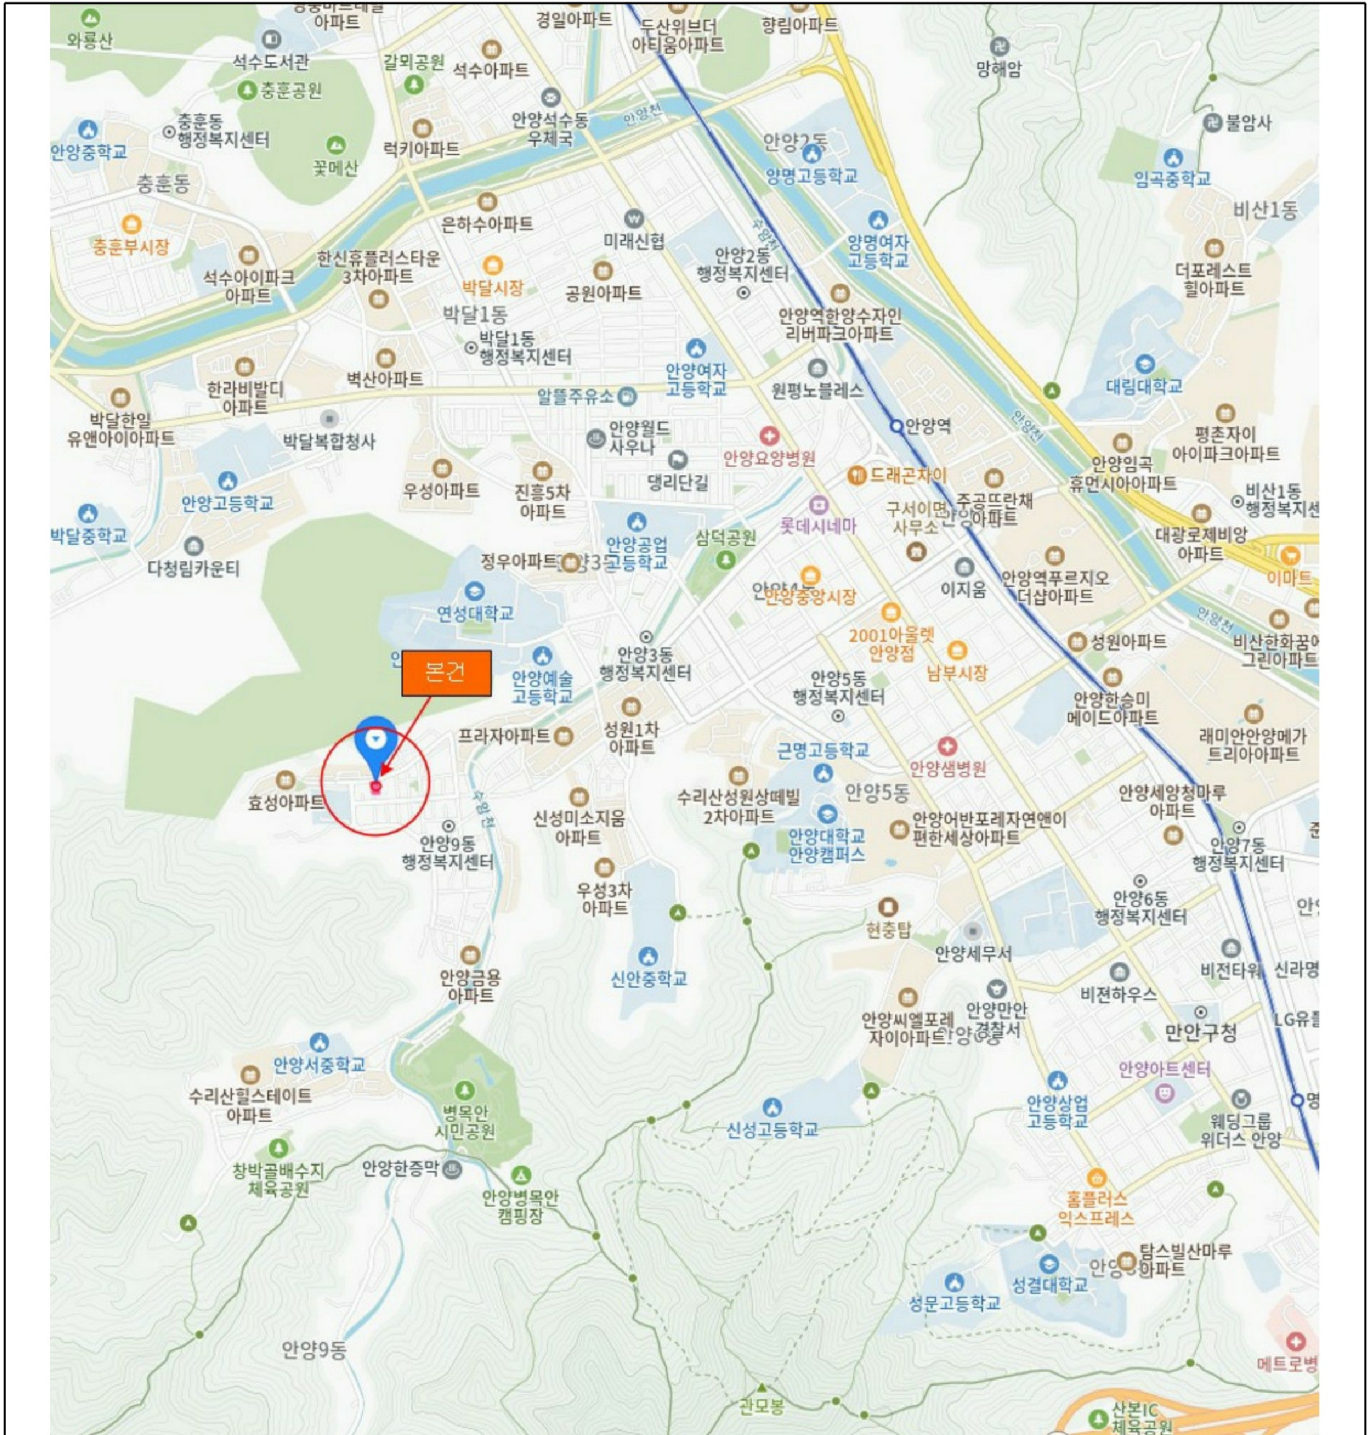 와룡산
아파트
석수도서관
충훈공원
갈뫼공원
석수아파트
경일아파트
두산위브더
아티움아파트
향림아파트
망해암
불암사
안양중학교
충훈동
행정복지센터
꽃메산
럭키아파트
안양석수동
우체국
안양천
안양2동
양명고등학교
임곡중학교
비산1동
충훈동
충훈부시장
석수아이파크
아파트
한신휴플러스타운
3차아파트
은하수아파트
박달시장
박달1동
박달1동
행정복지센터
공원아파트
미래신협
수암천
안양2동
행정복지센터
양명여자
고등학교
안양역한양수자인
리버파크아파트
더포레스트
힐아파트
대림대학교
박달한일
유앤아이아파트
한라비발디
아파트
벽산아파트
박달복합청사
알뜰주유소
안양여자
고등학교
원평노블레스
안양역
안양천
안양고등학교
우성아파트
진흥5차
아파트
안양월드
사우나
댕리단길
안양요양병원
드래곤차이
롯데시네마
구서이면
사무소
주공뜨란채
아파트
안양임곡
휴먼시아아파트
평촌자이
아이파크아파트
비산1동
행정복지센
대광로제비앙
아파트
이마트
박달중학교
다청림카운티
정우아파트
안양공업
고등학교
삼덕공원
안양중앙시장
이지움
안양역푸르지오
더샵아파트
안양천
연성대학교
2001아울렛
안양점
남부시장
성원아파트
비산한화꿈에
그린아파트
본건
안양예술
고등학교
안양3동
행정복지센터
안양5동
행정복지센터
안양한승미
메이드아파트
래미안안양메가
트리아아파트
프라자아파트
성원1차
아파트
근명고등학교
안양샘병원
효성아파트
수암천
신성미소지움
아파트
수리산성원상떼빌
2차아파트
안양5동
안양세양청마루
아파트
안양9동
행정복지센터
안양대학교
안양캠퍼스
안양어반포레자연앤이
편한세상아파트
안양7동
행정복지센터
우성3차
아파트
현충탑
안양6동
행정복지센터
안양세무서
안양금용
아파트
신안중학교
비젼하우스
비전타워
신라명
안양씨엘포레
자이아파트
안양만안
경찰서
만안구청
LG유플
안양서중학교
수리산힐스테이트
아파트
병목안
시민공원
안양아트센터
신성고등학교
안양상업
고등학교
웨딩그룹
위더스 안양
명
창박골배수지
체육공원
안양한증막
안양병목안
캠핑장
홈플러스
익스프레스
탑스빌산마루
아파트
성문고등학교
성결대학교
안양9동
메트로병
관모봉
산본IC
체육공원